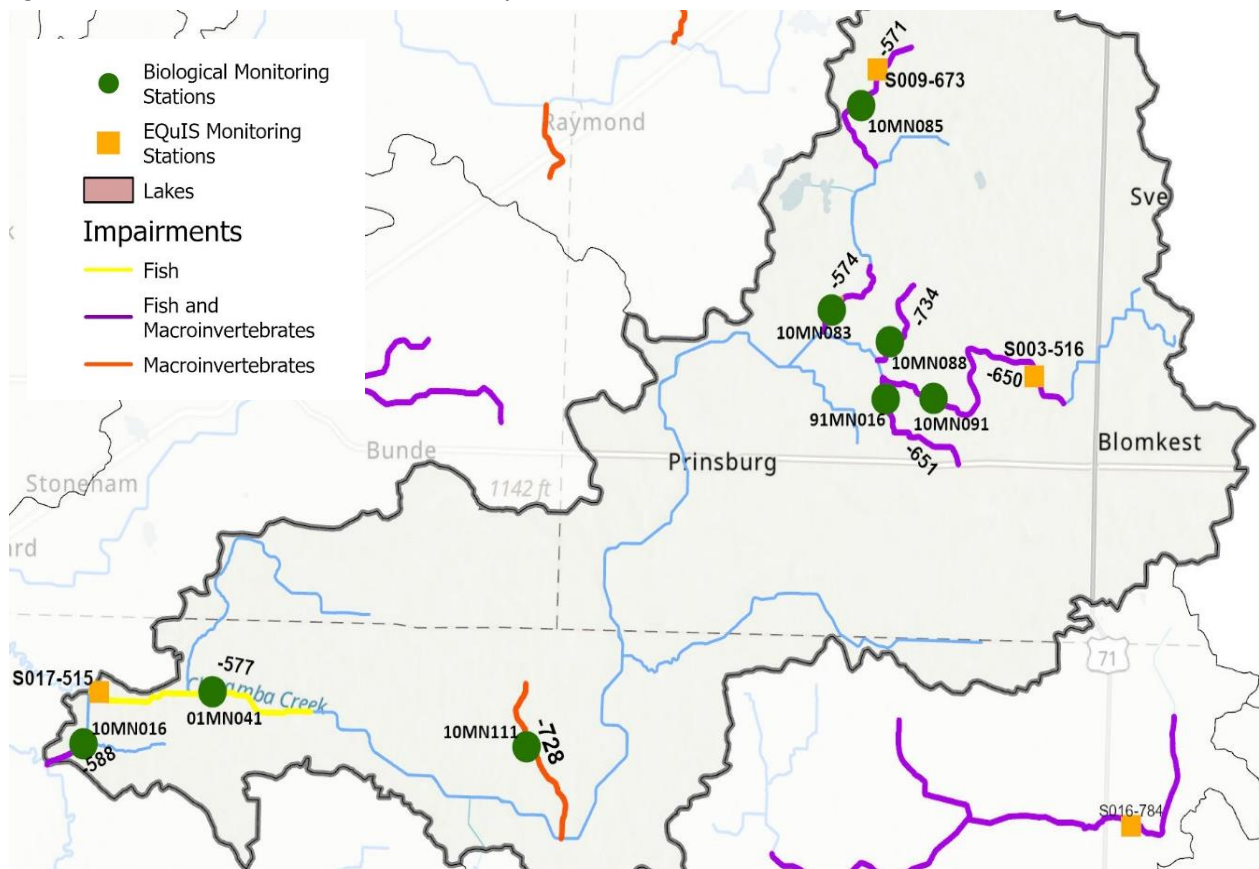 Biological Monitoring
Stations
EQuIS Monitoring
Stations
Lakes
Impairments
Fish
Fish and
Macroinvertebrates
Macroinvertebrates
-571
S009-673
10MN085
Raymond
Sve
-574
-734
10MN083
10MN088
S003-516
-650
91MN016
10MN091
-651
Blomkest
Prinsburg
Bunde
Stoneham
1142 ft
ard
71
S017-515
-577
amba Creek
01MN041
10MN016
-588
10MN111
-728
S016-784